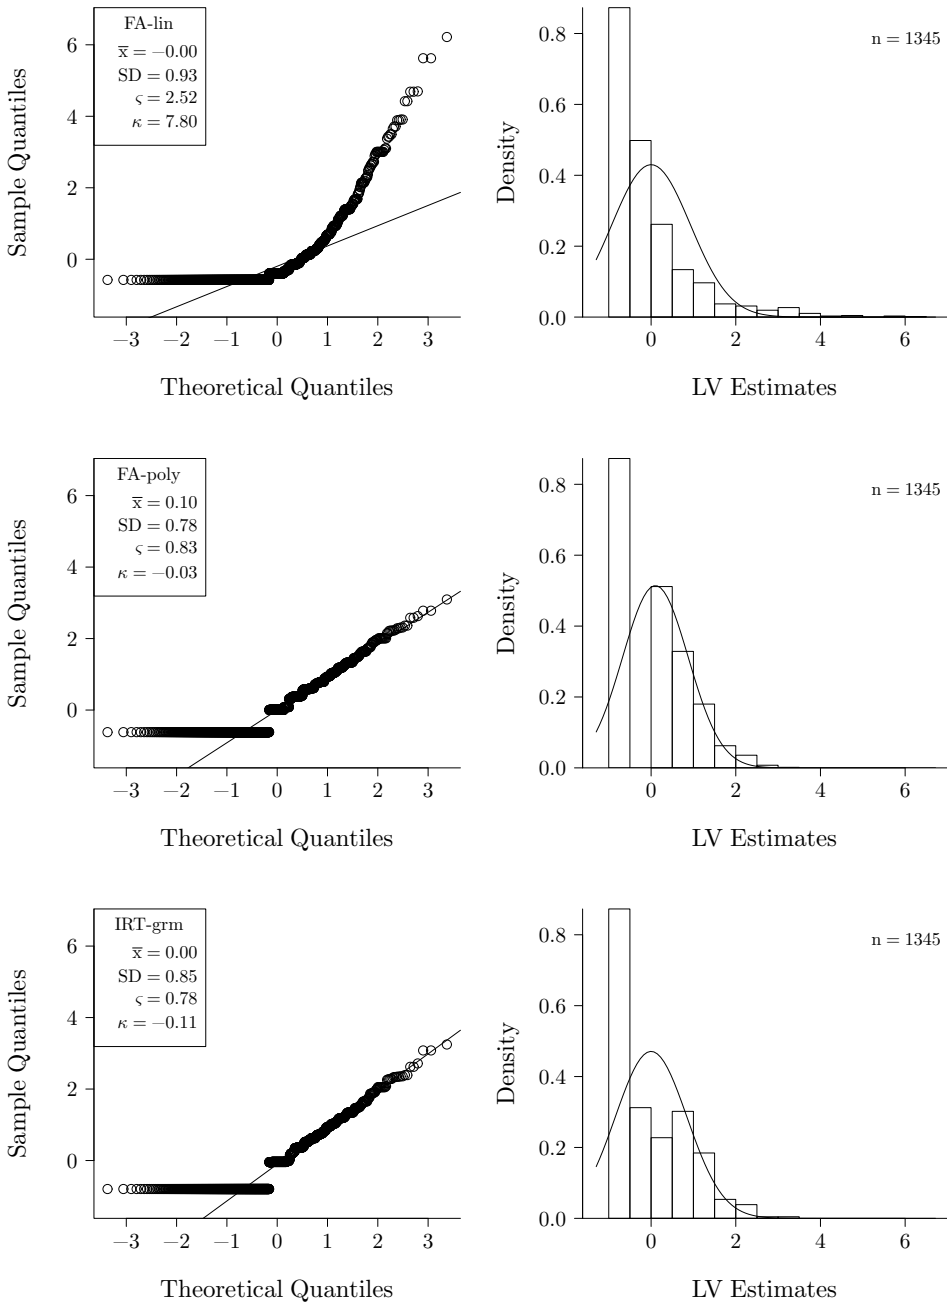 FA-lin
x̅ = −0.00
SD = 0.93
ς = 2.52
κ = 7.80
Sample Quantiles
6
4
2
0
−3 −2 −1 0 1 2 3
Theoretical Quantiles
n = 1345
Density
0.8
0.6
0.4
0.2
0.0
0 2 4 6
LV Estimates
FA-poly
x̅ = 0.10
SD = 0.78
ς = 0.83
κ = −0.03
Sample Quantiles
6
4
2
0
−3 −2 −1 0 1 2 3
Theoretical Quantiles
n = 1345
Density
0.8
0.6
0.4
0.2
0.0
0 2 4 6
LV Estimates
IRT-grm
x̅ = 0.00
SD = 0.85
ς = 0.78
κ = −0.11
Sample Quantiles
6
4
2
0
−3 −2 −1 0 1 2 3
Theoretical Quantiles
n = 1345
Density
0.8
0.6
0.4
0.2
0.0
0 2 4 6
LV Estimates